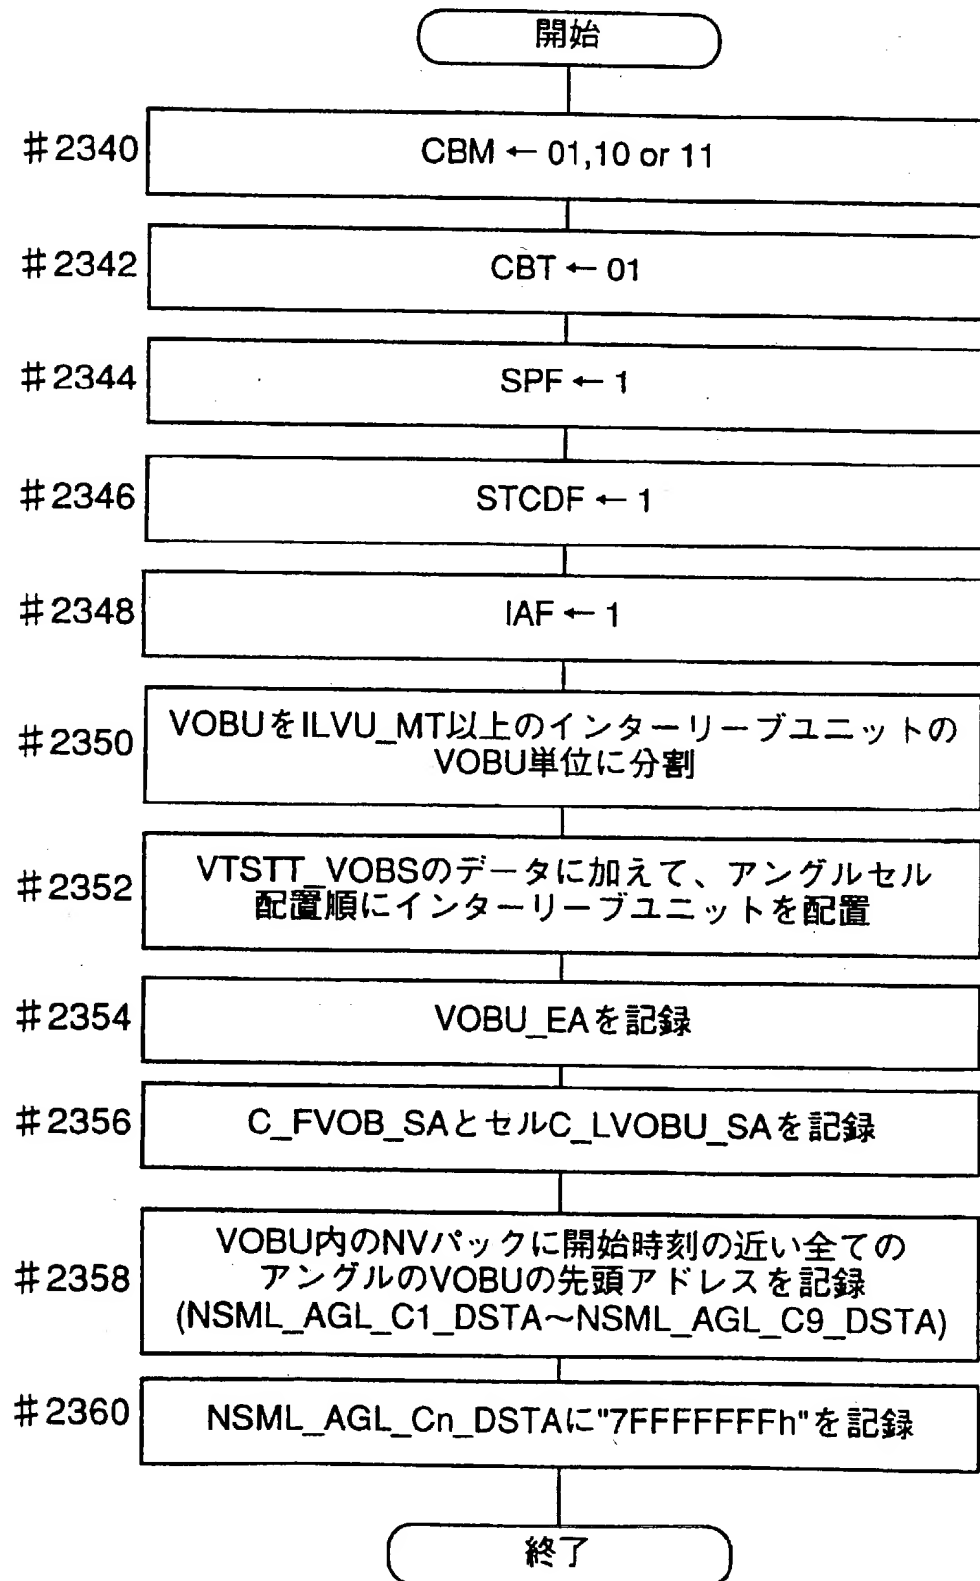 開始
#2340
CBM ← 01,10 or 11
#2342
CBT ← 01
#2344
SPF ← 1
#2346
STCDF ← 1
#2348
IAF ← 1
#2350
VOBUをILVU_MT以上のインターリーブユニットの
VOBU単位に分割
#2352
VTSTT_VOBSのデータに加えて、アングルセル
配置順にインターリーブユニットを配置
#2354
VOBU_EAを記録
#2356
C_FVOB_SAとセルC_LVOBU_SAを記録
#2358
VOBU内のNVパックに開始時刻の近い全ての
アングルのVOBUの先頭アドレスを記録
(NSML_AGL_C1_DSTA～NSML_AGL_C9_DSTA)
#2360
NSML_AGL_Cn_DSTAに"7FFFFFFFh"を記録
終了